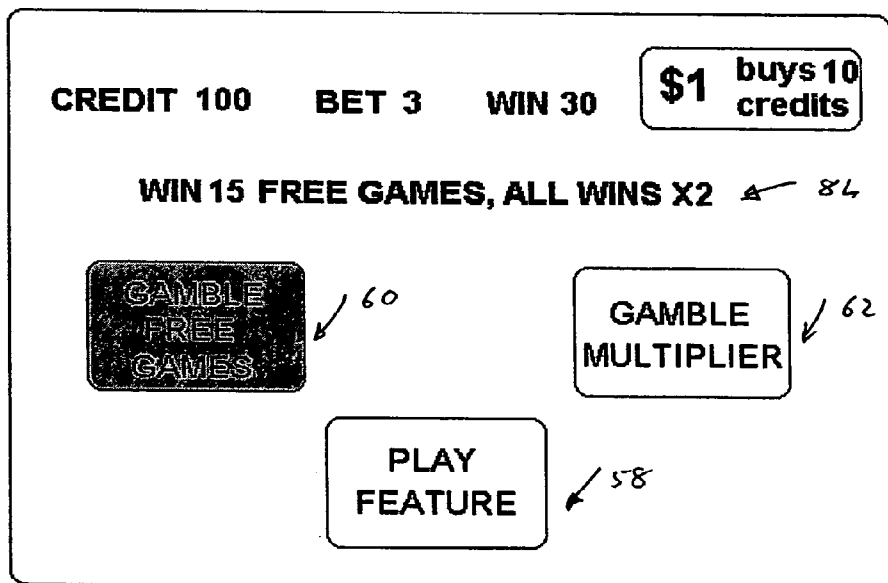 CREDIT 100 BET 3 WIN 30 $1 buys 10
credits
WIN 15 FREE GAMES, ALL WINS X2 84
GAMBLE
FREE
GAMES
60
GAMBLE
MULTIPLIER
62
PLAY
FEATURE
58